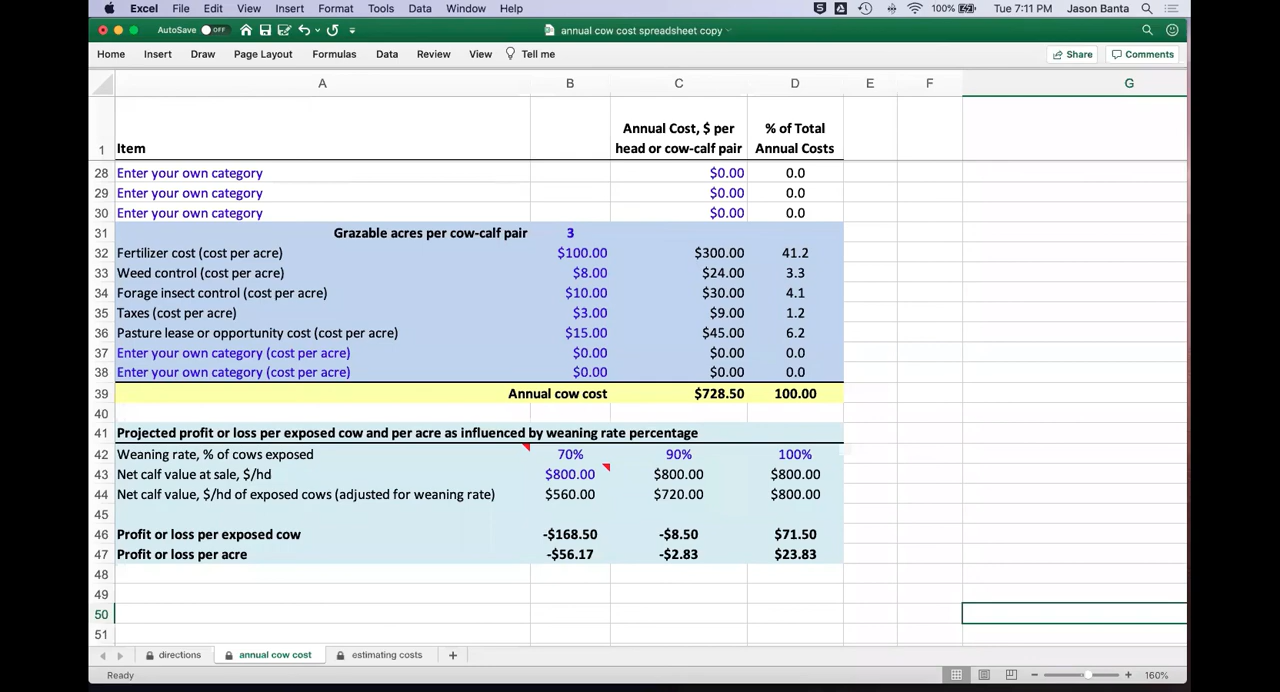 Excel File Edit View Insert Format Tools Data Window Help 100% Tue 7:11 PM Jason Banta
AutoSave OFF annual cow cost spreadsheet copy
Home Insert Draw Page Layout Formulas Data Review View Tell me Share Comments
A B C D E F G
Annual Cost, $ per % of Total
1 Item head or cow-calf pair Annual Costs
28 Enter your own category $0.00 0.0
29 Enter your own category $0.00 0.0
30 Enter your own category $0.00 0.0
31 Grazable acres per cow-calf pair 3
32 Fertilizer cost (cost per acre) $100.00 $300.00 41.2
33 Weed control (cost per acre) $8.00 $24.00 3.3
34 Forage insect control (cost per acre) $10.00 $30.00 4.1
35 Taxes (cost per acre) $3.00 $9.00 1.2
36 Pasture lease or opportunity cost (cost per acre) $15.00 $45.00 6.2
37 Enter your own category (cost per acre) $0.00 $0.00 0.0
38 Enter your own category (cost per acre) $0.00 $0.00 0.0
39 Annual cow cost $728.50 100.00
40
41 Projected profit or loss per exposed cow and per acre as influenced by weaning rate percentage
42 Weaning rate, % of cows exposed 70% 90% 100%
43 Net calf value at sale, $/hd $800.00 $800.00 $800.00
44 Net calf value, $/hd of exposed cows (adjusted for weaning rate) $560.00 $720.00 $800.00
45
46 Profit or loss per exposed cow -$168.50 -$8.50 $71.50
47 Profit or loss per acre -$56.17 -$2.83 $23.83
48
49
50
51
directions annual cow cost estimating costs +
Ready 160%